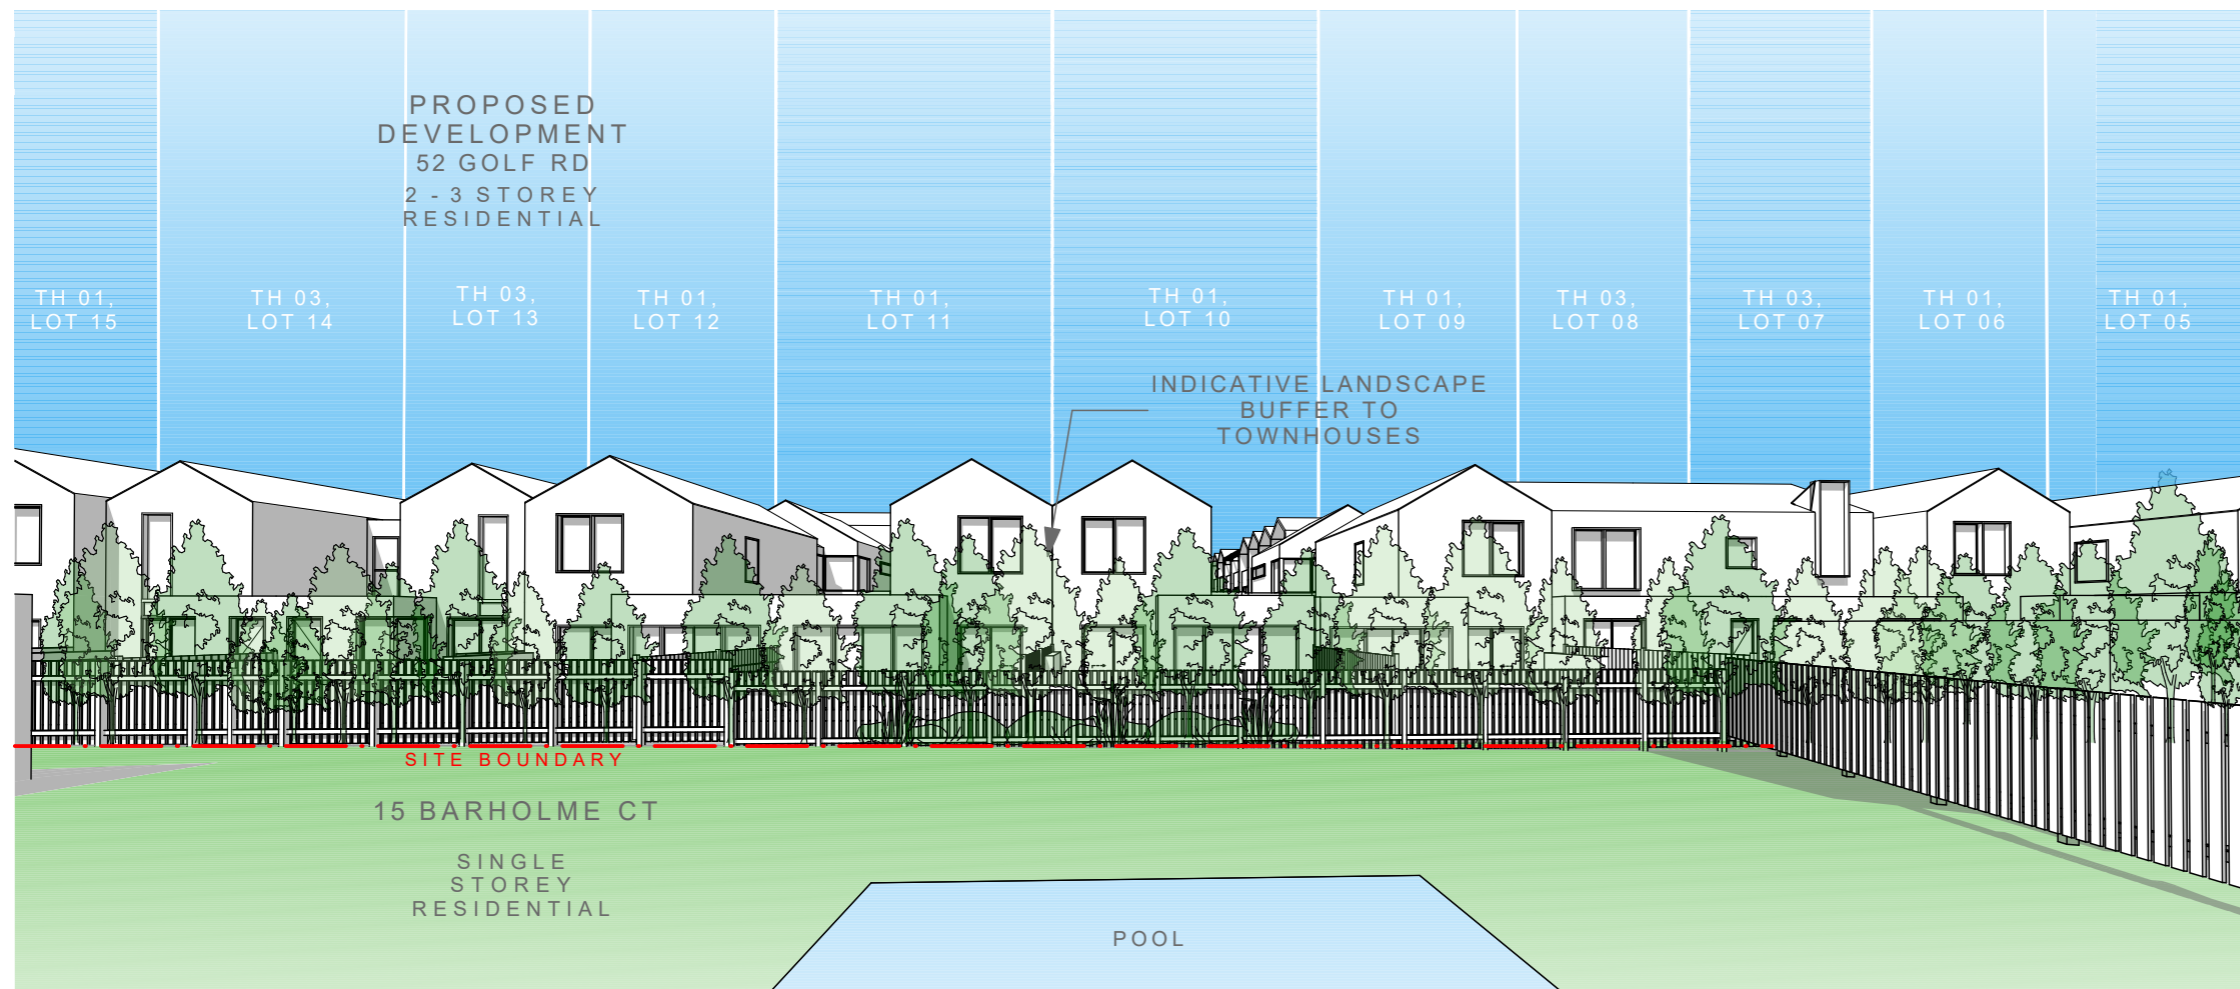 PROPOSED
DEVELOPMENT
52 GOLF RD
2 - 3 STOREY
RESIDENTIAL
TH 01,
LOT 15
TH 03,
LOT 14
TH 03,
LOT 13
TH 01,
LOT 12
TH 01,
LOT 11
TH 01,
LOT 10
TH 01,
LOT 09
TH 03,
LOT 08
TH 03,
LOT 07
TH 01,
LOT 06
TH 01,
LOT 05
INDICATIVE LANDSCAPE
BUFFER TO
TOWNHOUSES
SITE BOUNDARY
15 BARHOLME CT
SINGLE
STOREY
RESIDENTIAL
POOL